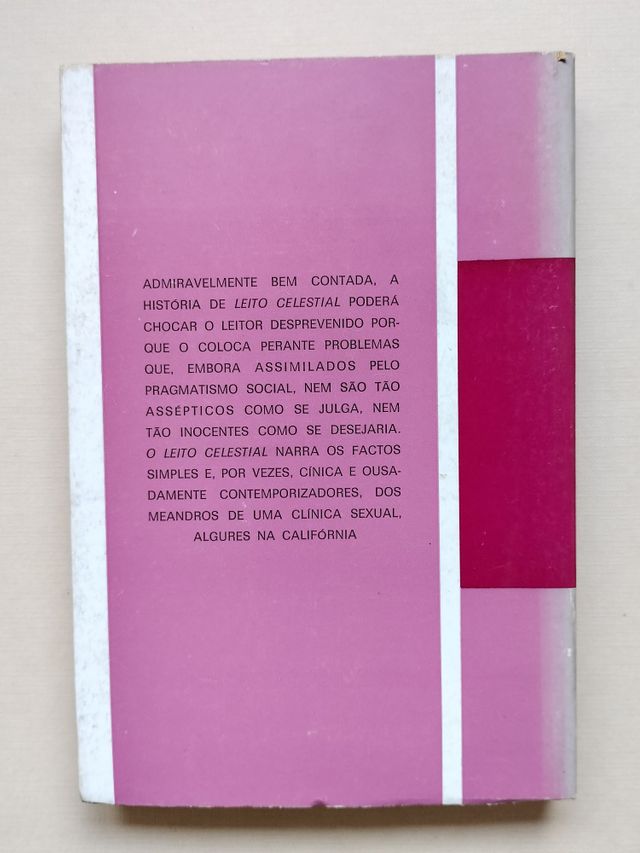 ADMIRAVELMENTE BEM CONTADA, A
HISTÓRIA DE LEITO CELESTIAL PODERÁ
CHOCAR O LEITOR DESPREVENIDO POR-
QUE O COLOCA PERANTE PROBLEMAS
QUE, EMBORA ASSIMILADOS PELO
PRAGMATISMO SOCIAL, NEM SÃO TÃO
ASSÉPTICOS COMO SE JULGA, NEM
TÃO INOCENTES COMO SE DESEJARIA.
O LEITO CELESTIAL NARRA OS FACTOS
SIMPLES E, POR VEZES, CÍNICA E OUSA-
DAMENTE CONTEMPORIZADORES, DOS
MEANDROS DE UMA CLÍNICA SEXUAL,
ALGURES NA CALIFÓRNIA